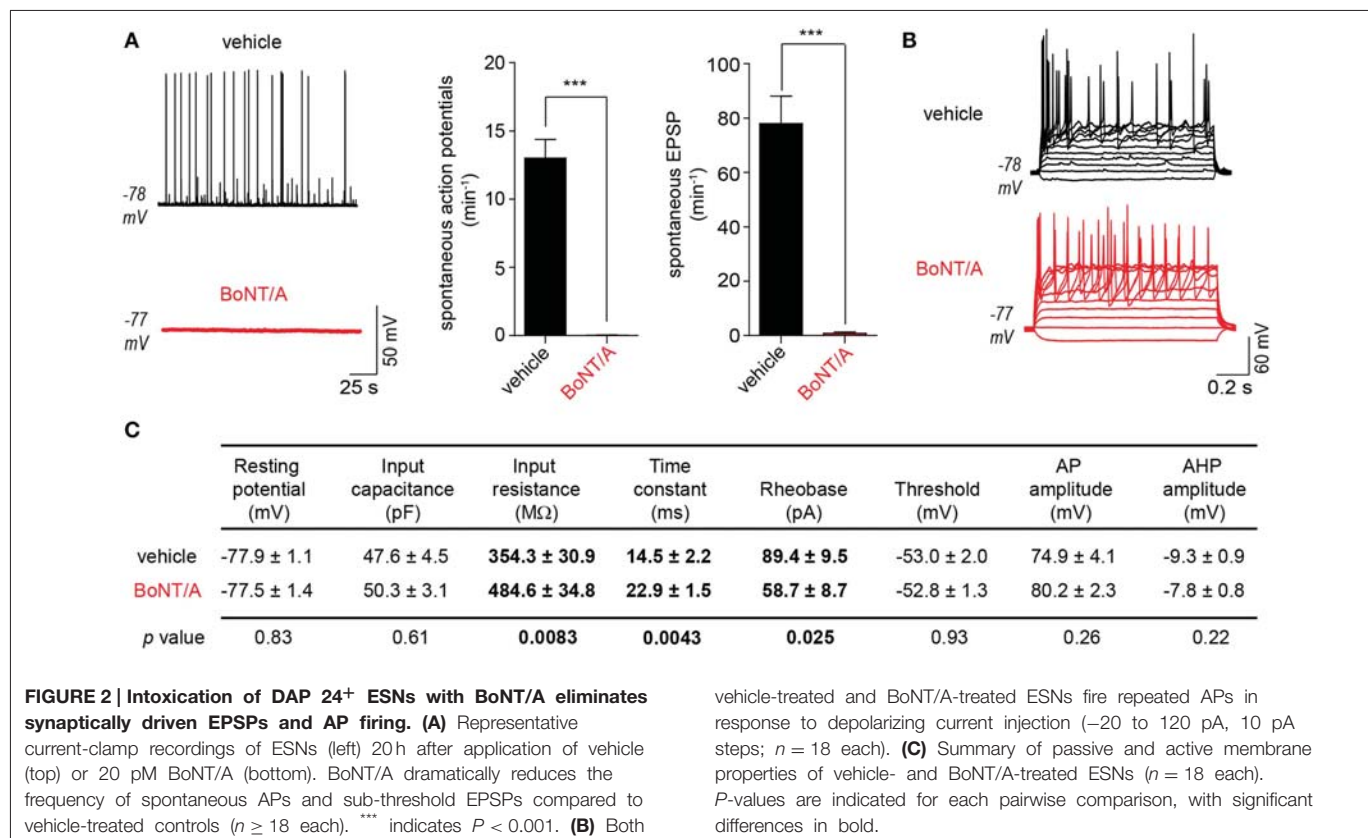 A
vehicle
-78
mV
BoNT/A
-77
mV
50 mV
25 s
spontaneous action potentials
(min⁻¹)
20
15
10
5
0
***
vehicle
BoNT/A
spontaneous EPSP
(min⁻¹)
100
80
60
40
20
0
***
vehicle
BoNT/A
B
vehicle
-78
mV
BoNT/A
-77
mV
60 mV
0.2 s
C
Resting potential (mV) Input capacitance (pF) Input resistance (MΩ) Time constant (ms) Rheobase (pA) Threshold (mV) AP amplitude (mV) AHP amplitude (mV)
vehicle -77.9 ± 1.1 47.6 ± 4.5 354.3 ± 30.9 14.5 ± 2.2 89.4 ± 9.5 -53.0 ± 2.0 74.9 ± 4.1 -9.3 ± 0.9
BoNT/A -77.5 ± 1.4 50.3 ± 3.1 484.6 ± 34.8 22.9 ± 1.5 58.7 ± 8.7 -52.8 ± 1.3 80.2 ± 2.3 -7.8 ± 0.8
p value 0.83 0.61 0.0083 0.0043 0.025 0.93 0.26 0.22
FIGURE 2 | Intoxication of DAP 24⁺ ESNs with BoNT/A eliminates
synaptically driven EPSPs and AP firing. (A) Representative
current-clamp recordings of ESNs (left) 20 h after application of vehicle
(top) or 20 pM BoNT/A (bottom). BoNT/A dramatically reduces the
frequency of spontaneous APs and sub-threshold EPSPs compared to
vehicle-treated controls (n ≥ 18 each). *** indicates P < 0.001. (B) Both
vehicle-treated and BoNT/A-treated ESNs fire repeated APs in
response to depolarizing current injection (−20 to 120 pA, 10 pA
steps; n = 18 each). (C) Summary of passive and active membrane
properties of vehicle- and BoNT/A-treated ESNs (n = 18 each).
P-values are indicated for each pairwise comparison, with significant
differences in bold.